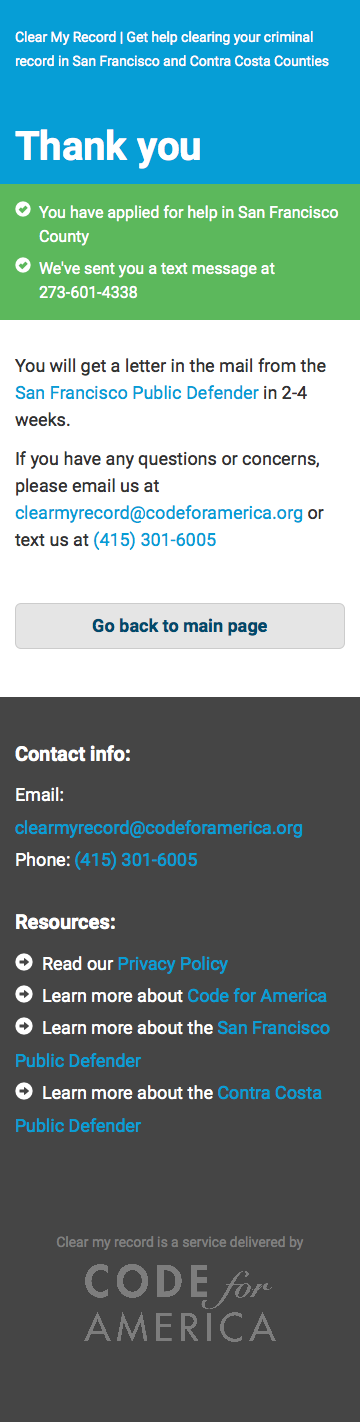 Clear My Record | Get help clearing your criminal
record in San Francisco and Contra Costa Counties
Thank you
You have applied for help in San Francisco
County
We've sent you a text message at
273-601-4338
You will get a letter in the mail from the
San Francisco Public Defender in 2-4
weeks.
If you have any questions or concerns,
please email us at
clearmyrecord@codeforamerica.org or
text us at (415) 301-6005
Go back to main page
Contact info:
Email:
clearmyrecord@codeforamerica.org
Phone: (415) 301-6005
Resources:
Read our Privacy Policy
Learn more about Code for America
Learn more about the San Francisco
Public Defender
Learn more about the Contra Costa
Public Defender
Clear my record is a service delivered by
CODE for
AMERICA